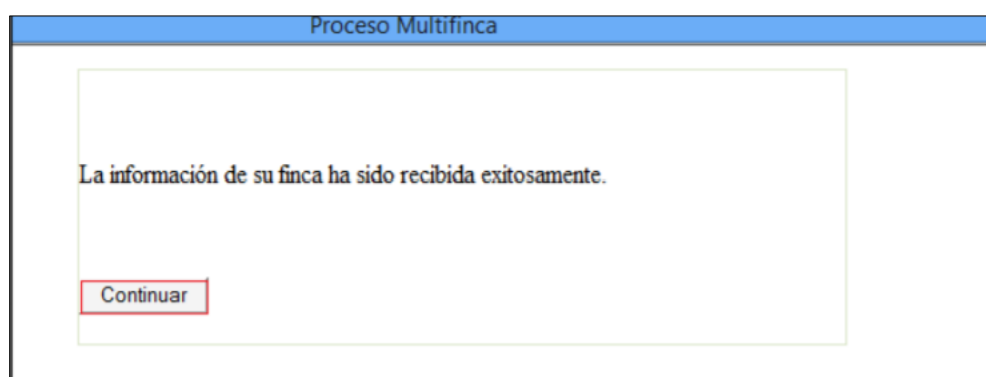 Proceso Multifinca
La información de su finca ha sido recibida exitosamente.
Continuar